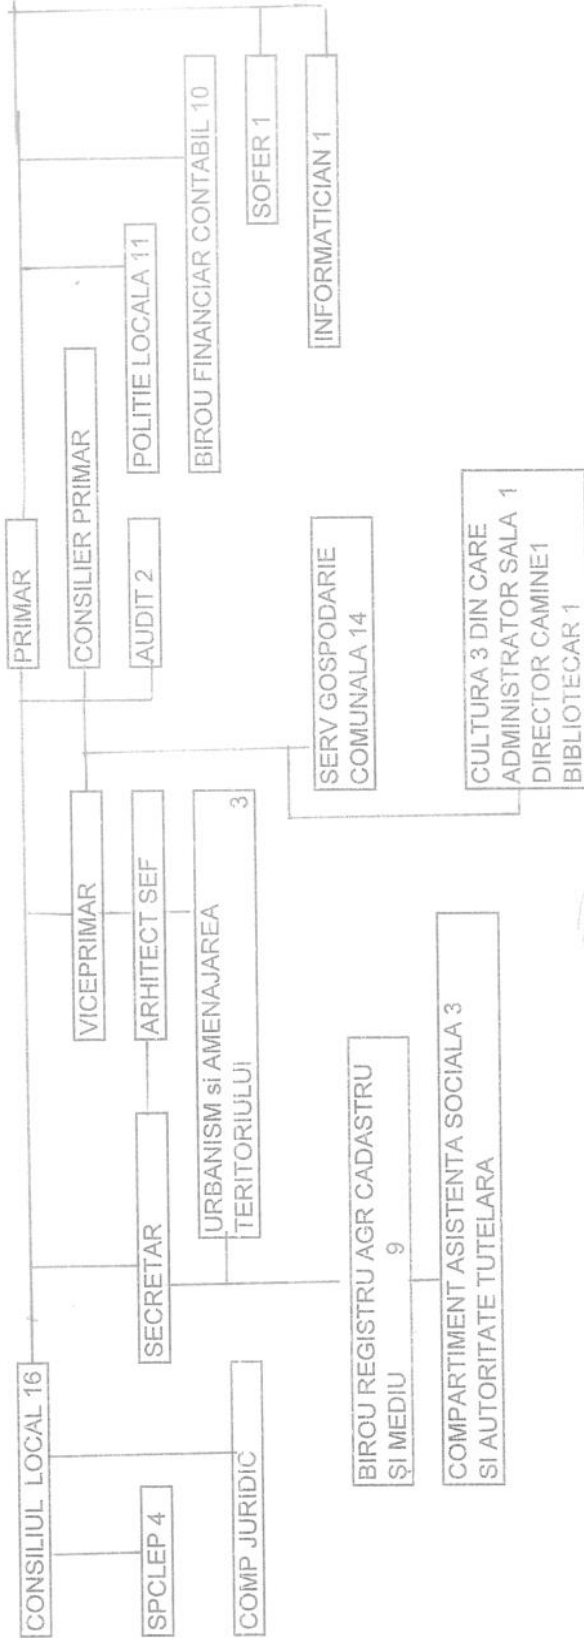 CONSILIUL LOCAL 16
PRIMAR
SPCLEP 4
COMP JURIDIC
SECRETAR
VICEPRIMAR
CONSILIER PRIMAR
ARHITECT SEF
AUDIT 2
POLITIE LOCALA 11
URBANISM si AMENAJAREA
TERITORIULUI 3
BIROU FINANCIAR CONTABIL 10
SOFER 1
INFORMATICIAN 1
BIROU REGISTRU AGR CADASTRU
ȘI MEDIU 9
SERV GOSPODARIE
COMUNALA 14
COMPARTIMENT ASISTENTA SOCIALA 3
SI AUTORITATE TUTELARA
CULTURA 3 DIN CARE
ADMINISTRATOR SALA 1
DIRECTOR CAMINE1
BIBLIOTECAR 1